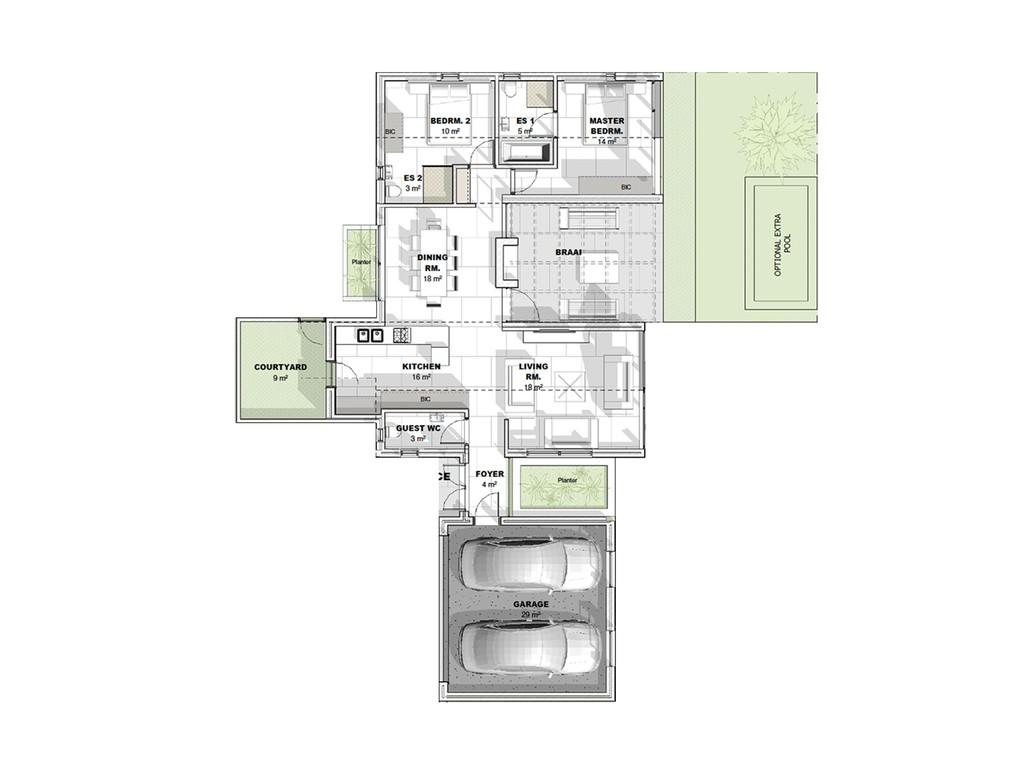 BEDRM. 2
10 m²
BIC
ES 2
3 m²
ES 1
5 m²
MASTER
BEDRM.
14 m²
BIC
OPTIONAL EXTRA
POOL
Planter
DINING
RM.
18 m²
BRAAI
COURTYARD
9 m²
KITCHEN
16 m²
BIC
LIVING
RM.
18 m²
GUEST WC
3 m²
CE
FOYER
4 m²
Planter
GARAGE
29 m²